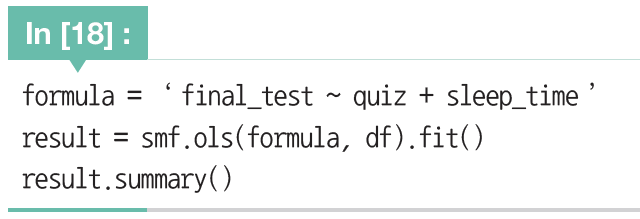 In [18] :
formula = ‘ final_test ~ quiz + sleep_time ’
result = smf.ols(formula, df).fit()
result.summary()